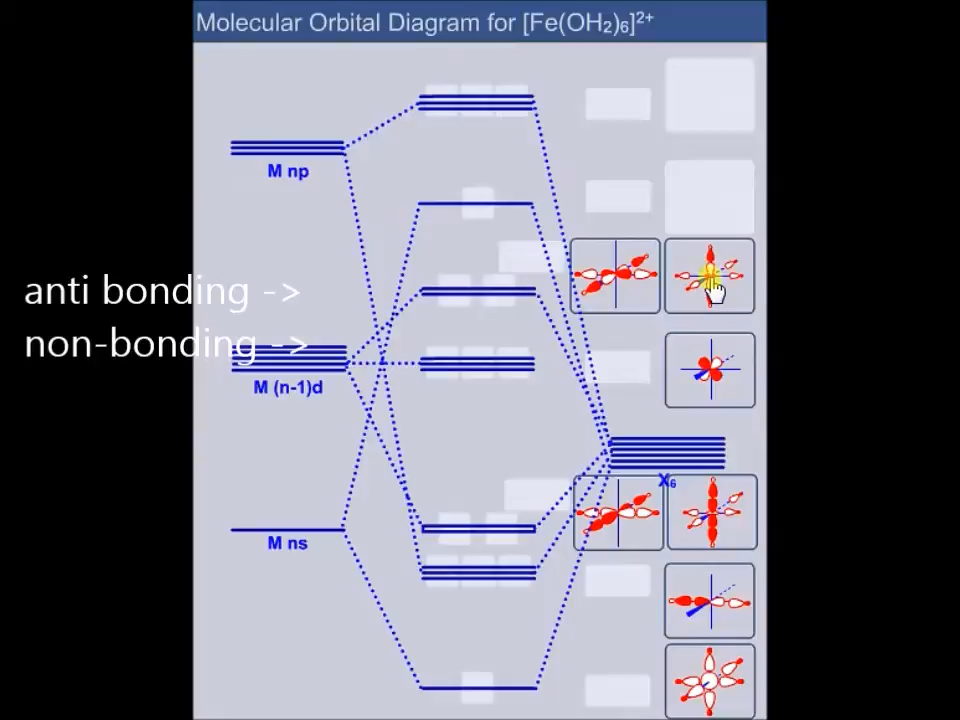 Molecular Orbital Diagram for [Fe(OH₂)₆]²⁺
M np
anti bonding ->
non-bonding ->
M (n-1)d
X₆
M ns